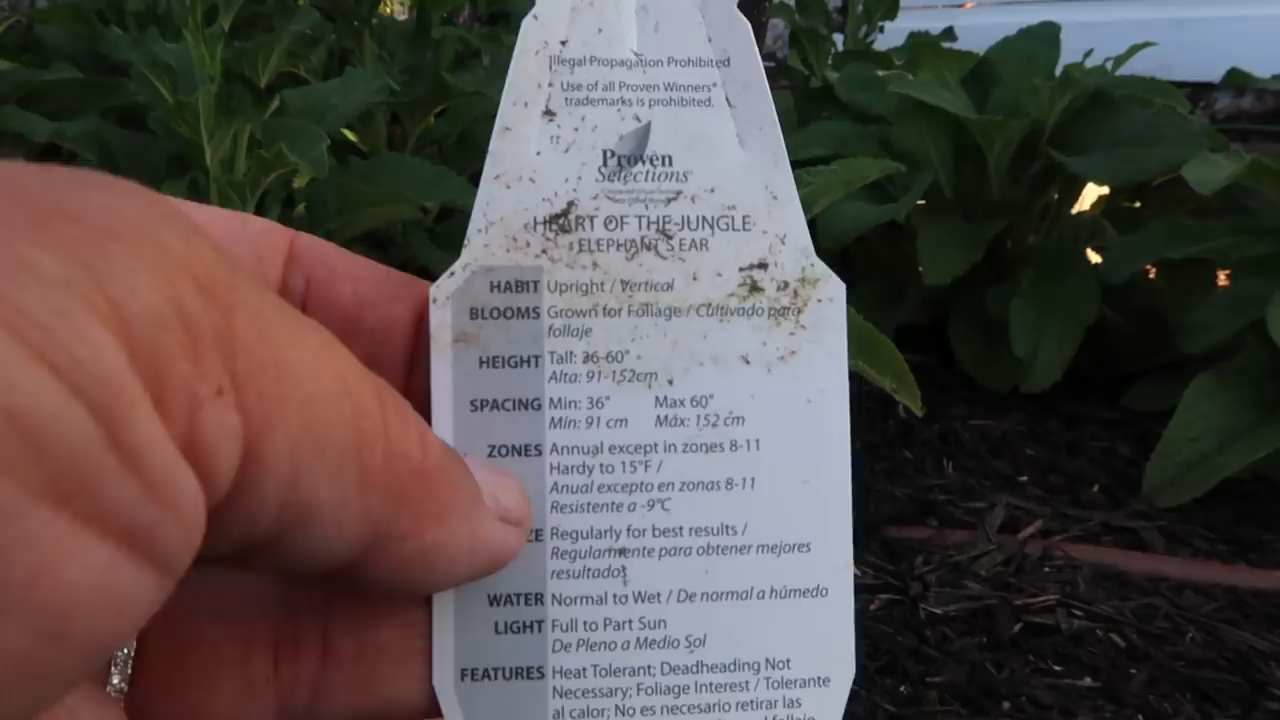 Illegal Propagation Prohibited
Use of all Proven Winners®
trademarks is prohibited.
Proven
Selections
HEART OF THE JUNGLE
ELEPHANT'S EAR
HABIT Upright / Vertical
BLOOMS Grown for Foliage / Cultivado para
follaje
HEIGHT Tall: 36-60"
Alta: 91-152cm
SPACING Min: 36" Max 60"
Mín: 91 cm Máx: 152 cm
ZONES Annual except in zones 8-11
Hardy to 15°F /
Anual excepto en zonas 8-11
Resistente a -9°C
ZE Regularly for best results /
Regularmente para obtener mejores
resultados
WATER Normal to Wet / De normal a húmedo
LIGHT Full to Part Sun
De Pleno a Medio Sol
FEATURES Heat Tolerant; Deadheading Not
Necessary; Foliage Interest / Tolerante
al calor; No es necesario retirar las